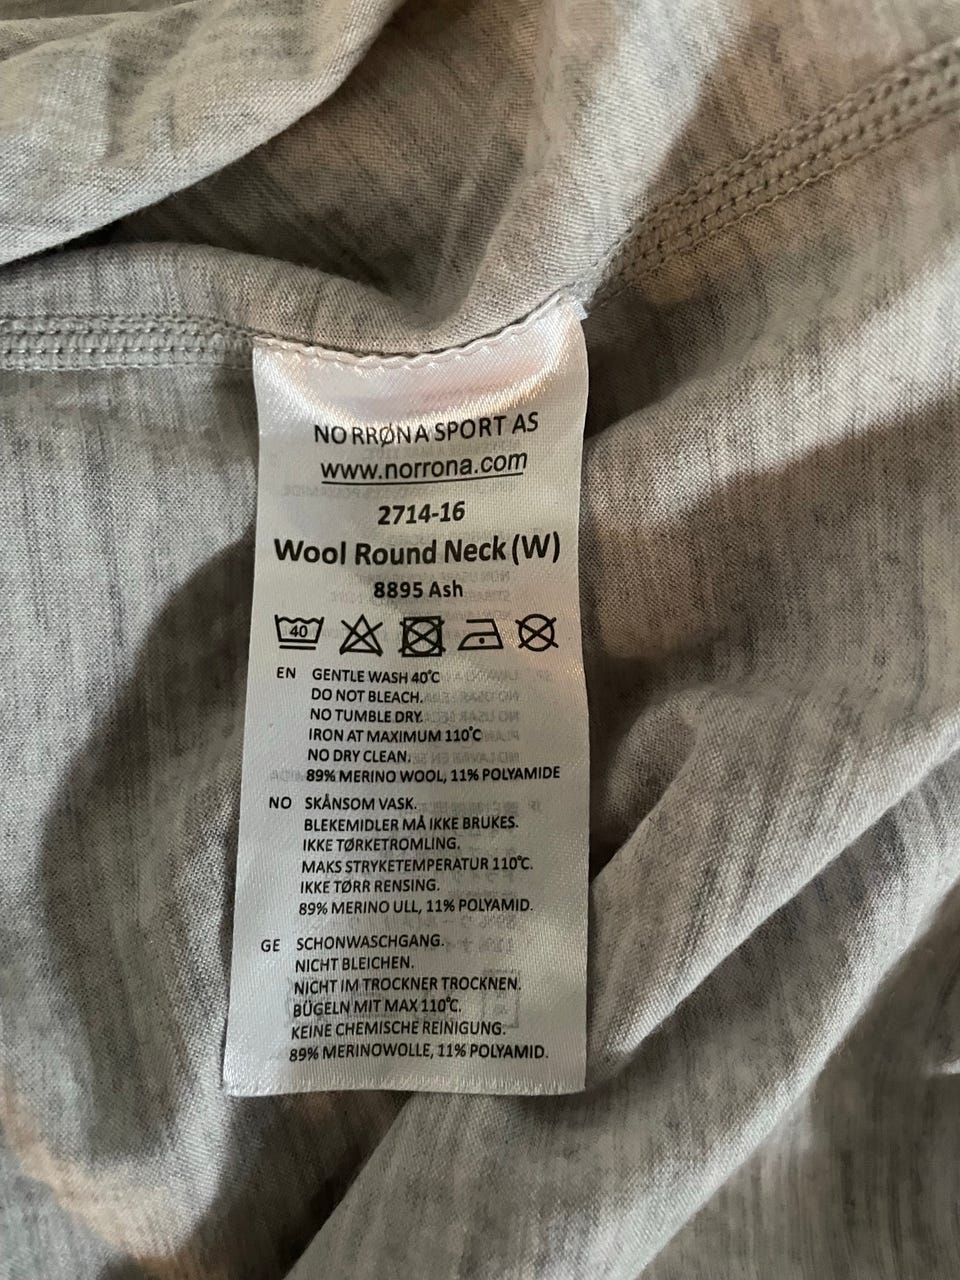 NORRØNA SPORT AS
www.norrona.com
2714-16
Wool Round Neck (W)
8895 Ash
40
EN GENTLE WASH 40°C
DO NOT BLEACH.
NO TUMBLE DRY.
IRON AT MAXIMUM 110°C
NO DRY CLEAN.
89% MERINO WOOL, 11% POLYAMIDE
NO SKÅNSOM VASK.
BLEKEMIDLER MÅ IKKE BRUKES.
IKKE TØRKETROMLING.
MAKS STRYKETEMPERATUR 110°C.
IKKE TØRR RENSING.
89% MERINO ULL, 11% POLYAMID.
GE SCHONWASCHGANG.
NICHT BLEICHEN.
NICHT IM TROCKNER TROCKNEN.
BÜGELN MIT MAX 110°C.
KEINE CHEMISCHE REINIGUNG.
89% MERINOWOLLE, 11% POLYAMID.